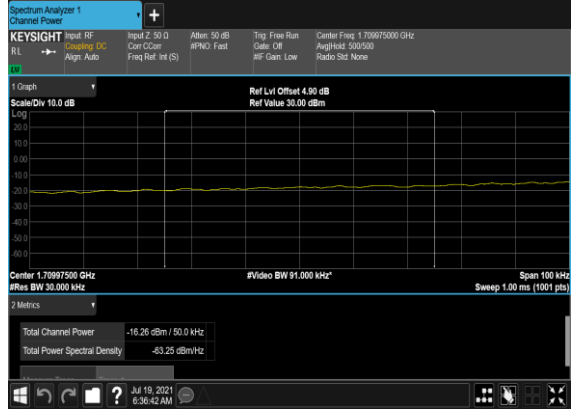 Spectrum Analyzer 1
Channel Power
+
KEYSIGHT Input: RF Input Z: 50 Ω Atten: 50 dB Trig: Free Run Center Freq: 1.709975000 GHz
RL Coupling: DC Corr CCorr #PNO: Fast Gate: Off Avg|Hold: 500/500
Align: Auto Freq Ref: Int (S) #IF Gain: Low Radio Std: None
1 Graph Ref Lvl Offset 4.90 dB
Scale/Div 10.0 dB Ref Value 30.00 dBm
Log
20.0
10.0
0.00
-10.0
-20.0
-30.0
-40.0
-50.0
-60.0
Center 1.70997500 GHz #Video BW 91.000 kHz* Span 100 kHz
#Res BW 30.000 kHz Sweep 1.00 ms (1001 pts)
2 Metrics
Total Channel Power -16.26 dBm / 50.0 kHz
Total Power Spectral Density -63.25 dBm/Hz
? Jul 19, 2021
6:36:42 AM